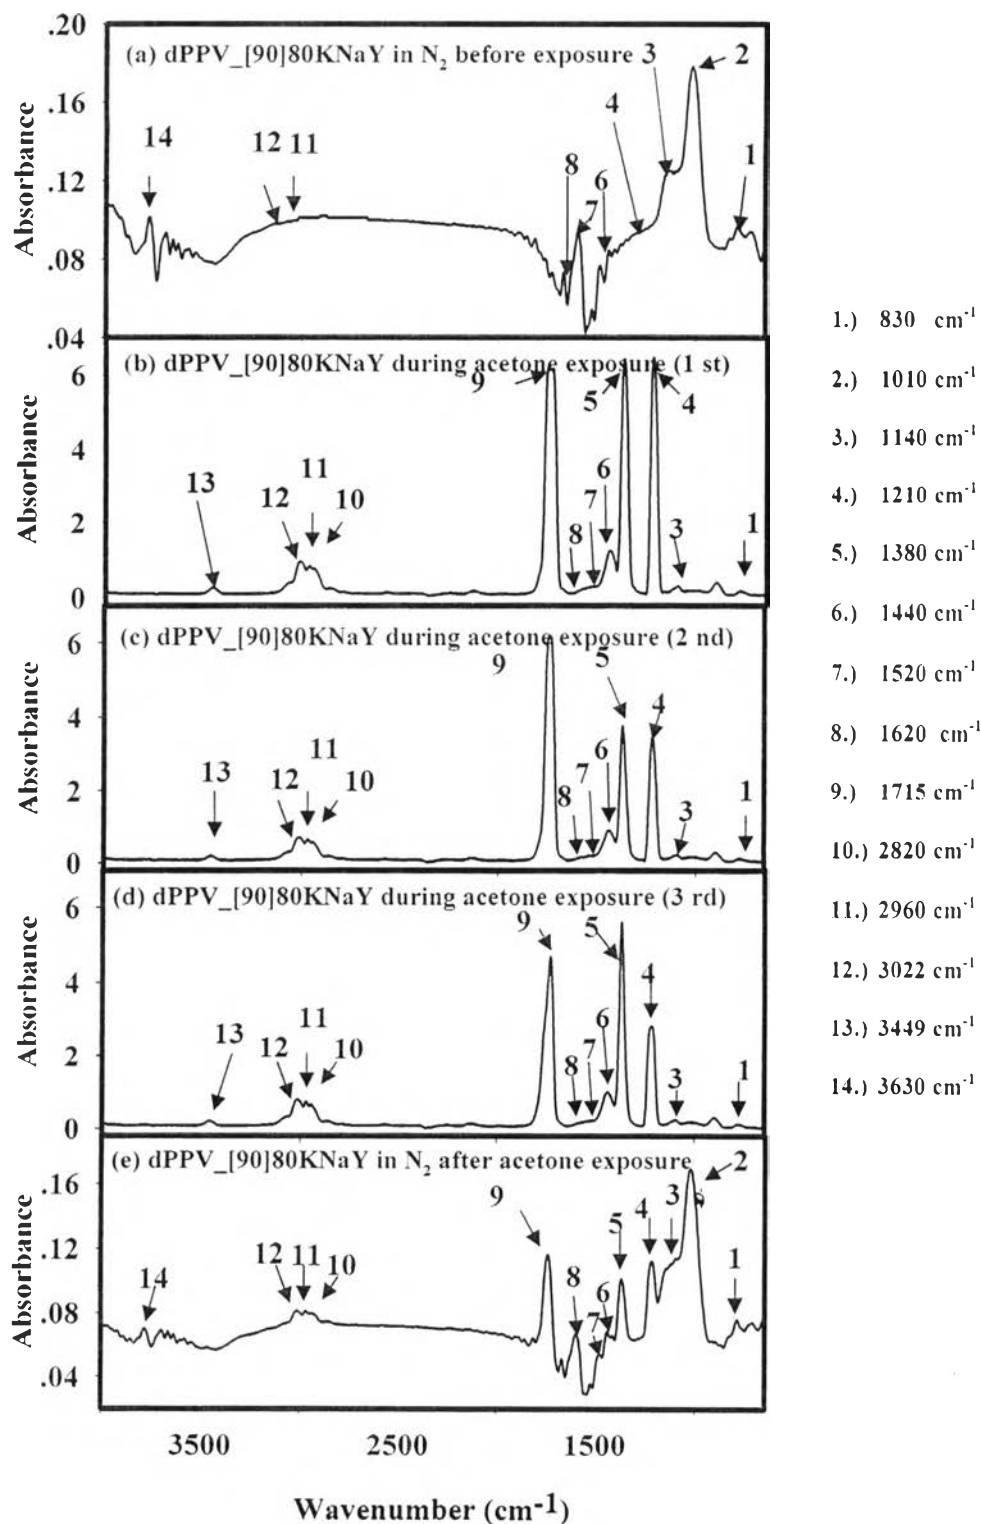 .20
(a) dPPV_[90]80KNaY in N2 before exposure 3 2
.16
4
14 12 11
8 6 1
.12
7
.08
.04
Absorbance
(b) dPPV_[90]80KNaY during acetone exposure (1 st)
6
9 5 4
4
11 6
13 12 10
7
2
8 3 1
0
Absorbance
(c) dPPV_[90]80KNaY during acetone exposure (2 nd)
6
9 5
4
4
11 6
13 12 10 7
2
8 3 1
0
Absorbance
(d) dPPV_[90]80KNaY during acetone exposure (3 rd)
6
9 5
4
4
11 6
13 12 10 7
2
8 3 1
0
Absorbance
(e) dPPV_[90]80KNaY in N2 after acetone exposure
2
.16
9 5 4 3
.12
12 11 10 1
14 8 6
.08
7
.04
Absorbance
3500 2500 1500
Wavenumber (cm-1)
1.) 830 cm-1
2.) 1010 cm-1
3.) 1140 cm-1
4.) 1210 cm-1
5.) 1380 cm-1
6.) 1440 cm-1
7.) 1520 cm-1
8.) 1620 cm-1
9.) 1715 cm-1
10.) 2820 cm-1
11.) 2960 cm-1
12.) 3022 cm-1
13.) 3449 cm-1
14.) 3630 cm-1